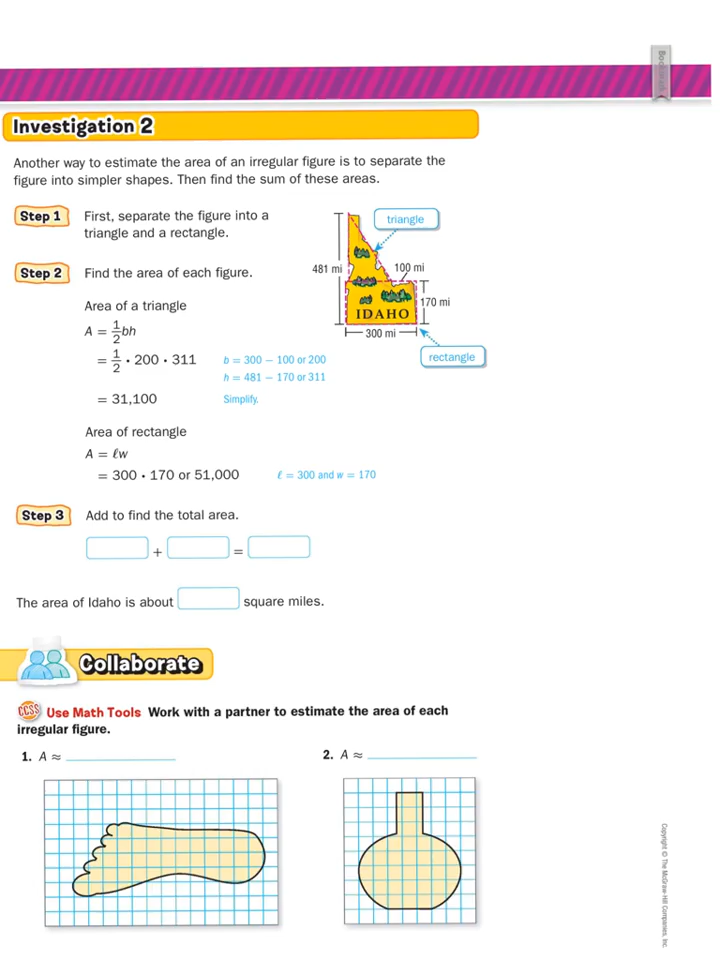 Bookmark
Investigation 2
Another way to estimate the area of an irregular figure is to separate the
figure into simpler shapes. Then find the sum of these areas.
Step 1 First, separate the figure into a
triangle and a rectangle.
triangle
481 mi
100 mi
170 mi
IDAHO
300 mi
rectangle
Step 2 Find the area of each figure.
Area of a triangle
A = 1/2 bh
= 1/2 • 200 • 311 b = 300 − 100 or 200
h = 481 − 170 or 311
= 31,100 Simplify.
Area of rectangle
A = ℓw
= 300 • 170 or 51,000 ℓ = 300 and w = 170
Step 3 Add to find the total area.
+ =
The area of Idaho is about square miles.
Collaborate
CCSS Use Math Tools Work with a partner to estimate the area of each
irregular figure.
1. A ≈
2. A ≈
Copyright © The McGraw-Hill Companies, Inc.